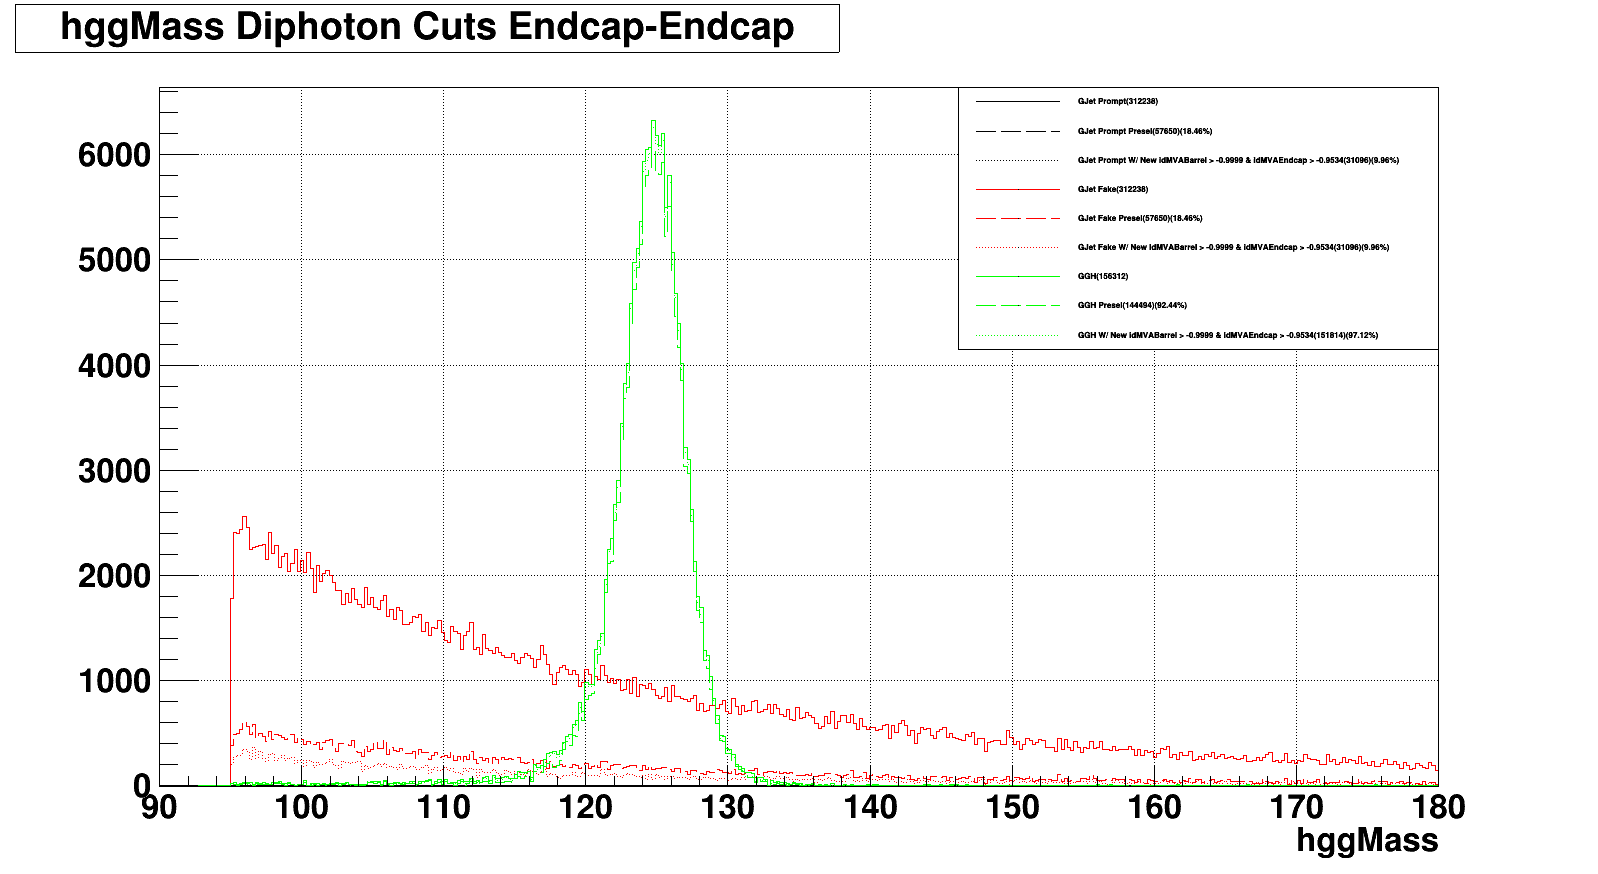 hggMass Diphoton Cuts Endcap-Endcap
GJet Prompt(312238)
GJet Prompt Presel(57650)(18.46%)
GJet Prompt W/ New idMVABarrel > -0.9999 & idMVAEndcap > -0.9534(31096)(9.96%)
GJet Fake(312238)
GJet Fake Presel(57650)(18.46%)
GJet Fake W/ New idMVABarrel > -0.9999 & idMVAEndcap > -0.9534(31096)(9.96%)
GGH(156312)
GGH Presel(144494)(92.44%)
GGH W/ New idMVABarrel > -0.9999 & idMVAEndcap > -0.9534(151814)(97.12%)
6000
5000
4000
3000
2000
1000
0
90 100 110 120 130 140 150 160 170 180
hggMass